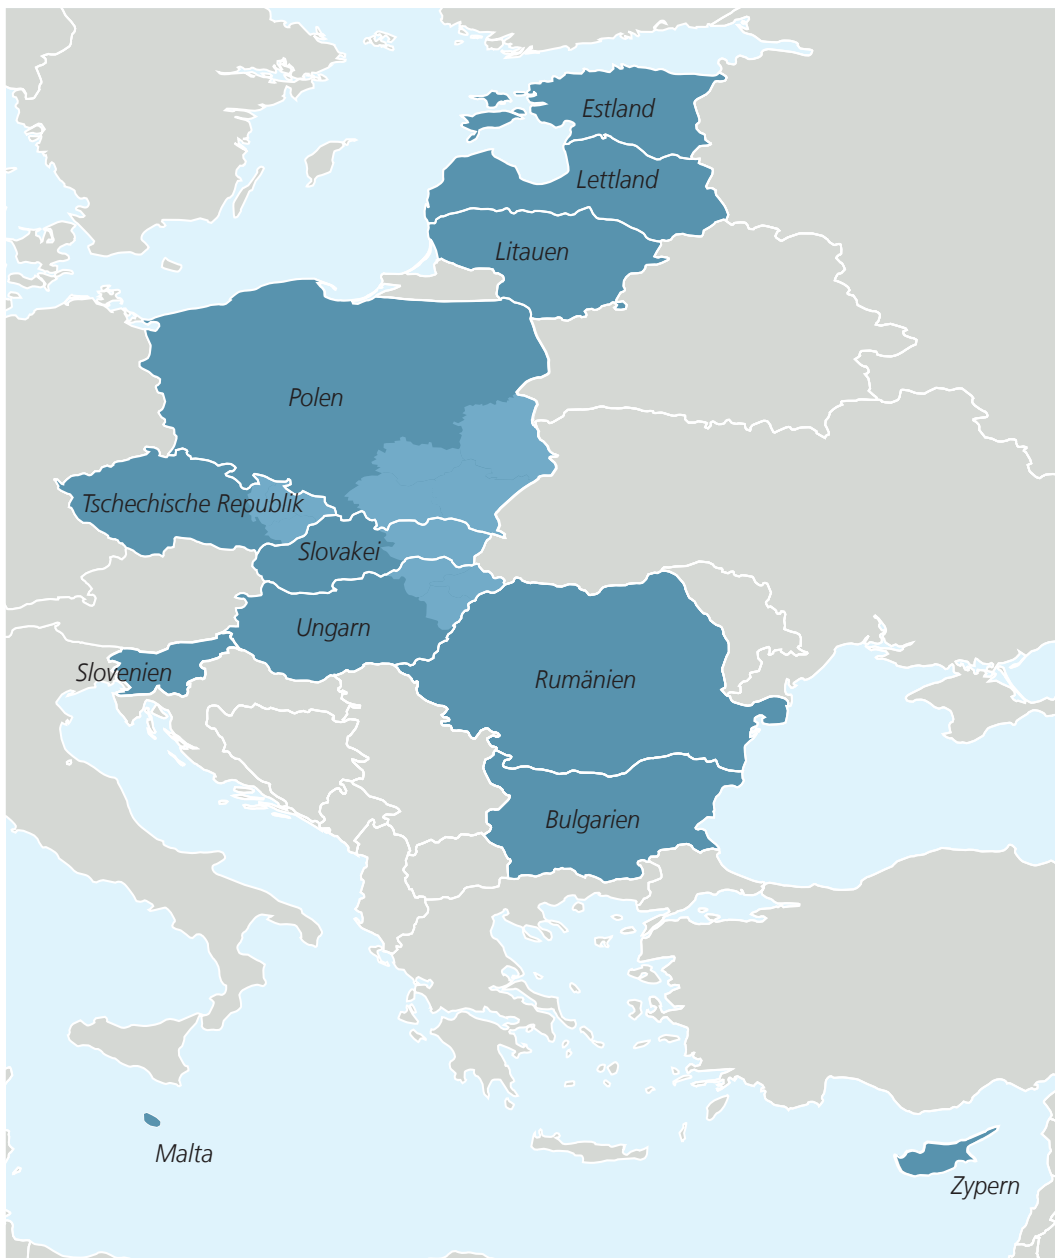 Estland
Lettland
Litauen
Polen
Tschechische Republik
Slovakei
Ungarn
Slovenien
Rumänien
Bulgarien
Malta
Zypern